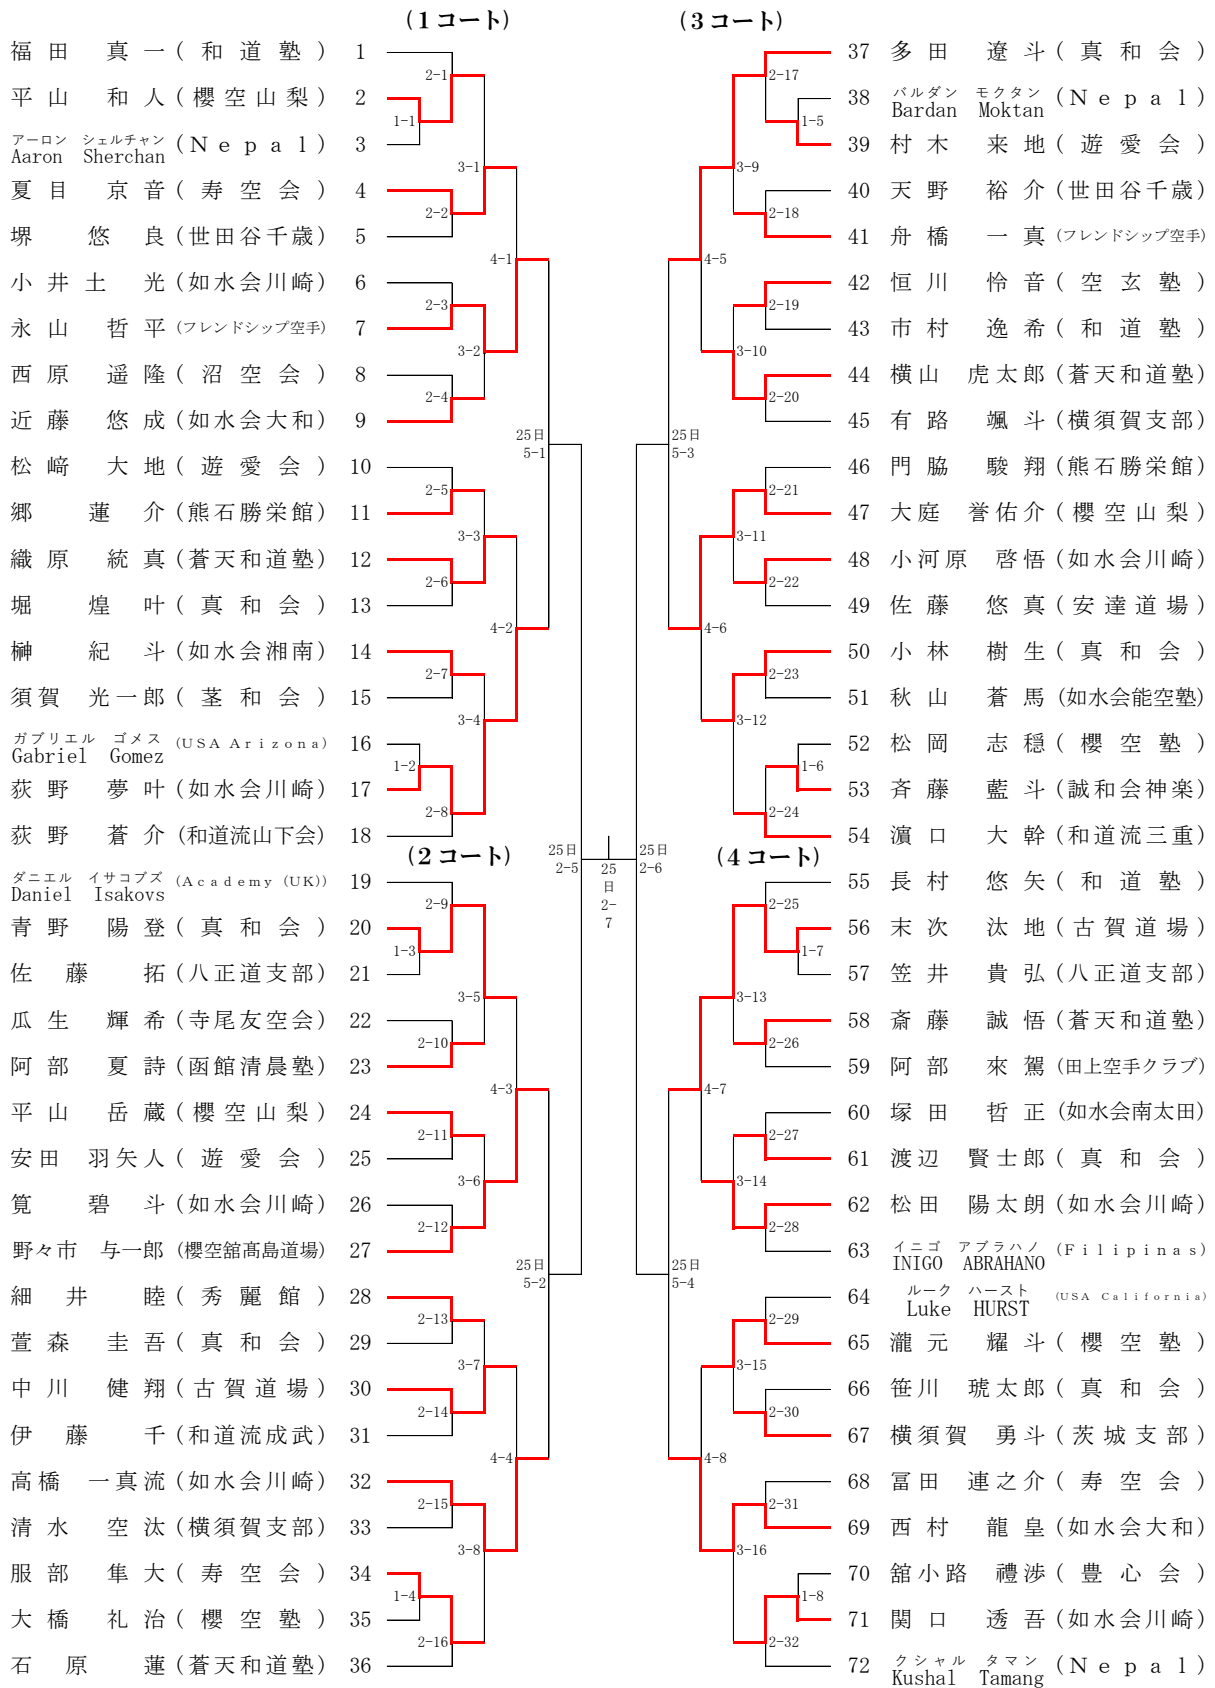 (1コート)
福田 真一 (和道塾) 1
2-1
平山 和人 (櫻空山梨) 2
1-1
アーロン シェルチャン
Aaron Sherchan (Nepal) 3
3-1
夏目 京音 (寿空会) 4
2-2
堺 悠良 (世田谷千歳) 5
4-1
小井土 光 (如水会川崎) 6
2-3
永山 哲平 (フレンドシップ空手) 7
3-2
西原 遥隆 (沼空会) 8
2-4
近藤 悠成 (如水会大和) 9
25日
5-1
松﨑 大地 (遊愛会) 10
2-5
郷 蓮介 (熊石勝栄館) 11
3-3
織原 統真 (蒼天和道塾) 12
2-6
堀 煌叶 (真和会) 13
4-2
榊 紀斗 (如水会湘南) 14
2-7
須賀 光一郎 (茎和会) 15
3-4
ガブリエル ゴメス
Gabriel Gomez (USA Arizona) 16
1-2
荻野 夢叶 (如水会川崎) 17
2-8
荻野 蒼介 (和道流山下会) 18
(2コート)
25日
2-5
ダニエル イサコブズ
Daniel Isakovs (Academy (UK)) 19
2-9
青野 陽登 (真和会) 20
1-3
佐藤 拓 (八正道支部) 21
3-5
瓜生 輝希 (寺尾友空会) 22
2-10
阿部 夏詩 (函館清晨塾) 23
4-3
平山 岳蔵 (櫻空山梨) 24
2-11
安田 羽矢人 (遊愛会) 25
3-6
筧 碧斗 (如水会川崎) 26
2-12
野々市 与一郎 (櫻空舘髙島道場) 27
25日
5-2
細井 睦 (秀麗館) 28
2-13
萱森 圭吾 (真和会) 29
3-7
中川 健翔 (古賀道場) 30
2-14
伊藤 千 (和道流成武) 31
4-4
高橋 一真流 (如水会川崎) 32
2-15
清水 空汰 (横須賀支部) 33
3-8
服部 隼大 (寿空会) 34
1-4
大橋 礼治 (櫻空塾) 35
2-16
石原 蓮 (蒼天和道塾) 36
25
日
2-
7
(3コート)
37 多田 遼斗 (真和会)
2-17
バルダン モクタン
38 Bardan Moktan (Nepal)
1-5
39 村木 来地 (遊愛会)
3-9
40 天野 裕介 (世田谷千歳)
2-18
41 舟橋 一真 (フレンドシップ空手)
4-5
42 恒川 怜音 (空玄塾)
2-19
43 市村 逸希 (和道塾)
3-10
44 横山 虎太郎 (蒼天和道塾)
2-20
45 有路 颯斗 (横須賀支部)
25日
5-3
46 門脇 駿翔 (熊石勝栄館)
2-21
47 大庭 誉佑介 (櫻空山梨)
3-11
48 小河原 啓悟 (如水会川崎)
2-22
49 佐藤 悠真 (安達道場)
4-6
50 小林 樹生 (真和会)
2-23
51 秋山 蒼馬 (如水会能空塾)
3-12
52 松岡 志穏 (櫻空塾)
1-6
53 斉藤 藍斗 (誠和会神楽)
2-24
54 濵口 大幹 (和道流三重)
25日
2-6
(4コート)
55 長村 悠矢 (和道塾)
2-25
56 末次 汰地 (古賀道場)
1-7
57 笠井 貴弘 (八正道支部)
3-13
58 斎藤 誠悟 (蒼天和道塾)
2-26
59 阿部 來駕 (田上空手クラブ)
4-7
60 塚田 哲正 (如水会南太田)
2-27
61 渡辺 賢士郎 (真和会)
3-14
62 松田 陽太朗 (如水会川崎)
2-28
イニゴ アブラハノ
63 INIGO ABRAHANO (Filipinas)
25日
5-4
ルーク ハースト
64 Luke HURST (USA California)
2-29
65 瀧元 耀斗 (櫻空塾)
3-15
66 笹川 琥太郎 (真和会)
2-30
67 横須賀 勇斗 (茨城支部)
4-8
68 冨田 連之介 (寿空会)
2-31
69 西村 龍皇 (如水会大和)
3-16
70 舘小路 禮渉 (豊心会)
1-8
71 関口 透吾 (如水会川崎)
2-32
クシャル タマン
72 Kushal Tamang (Nepal)